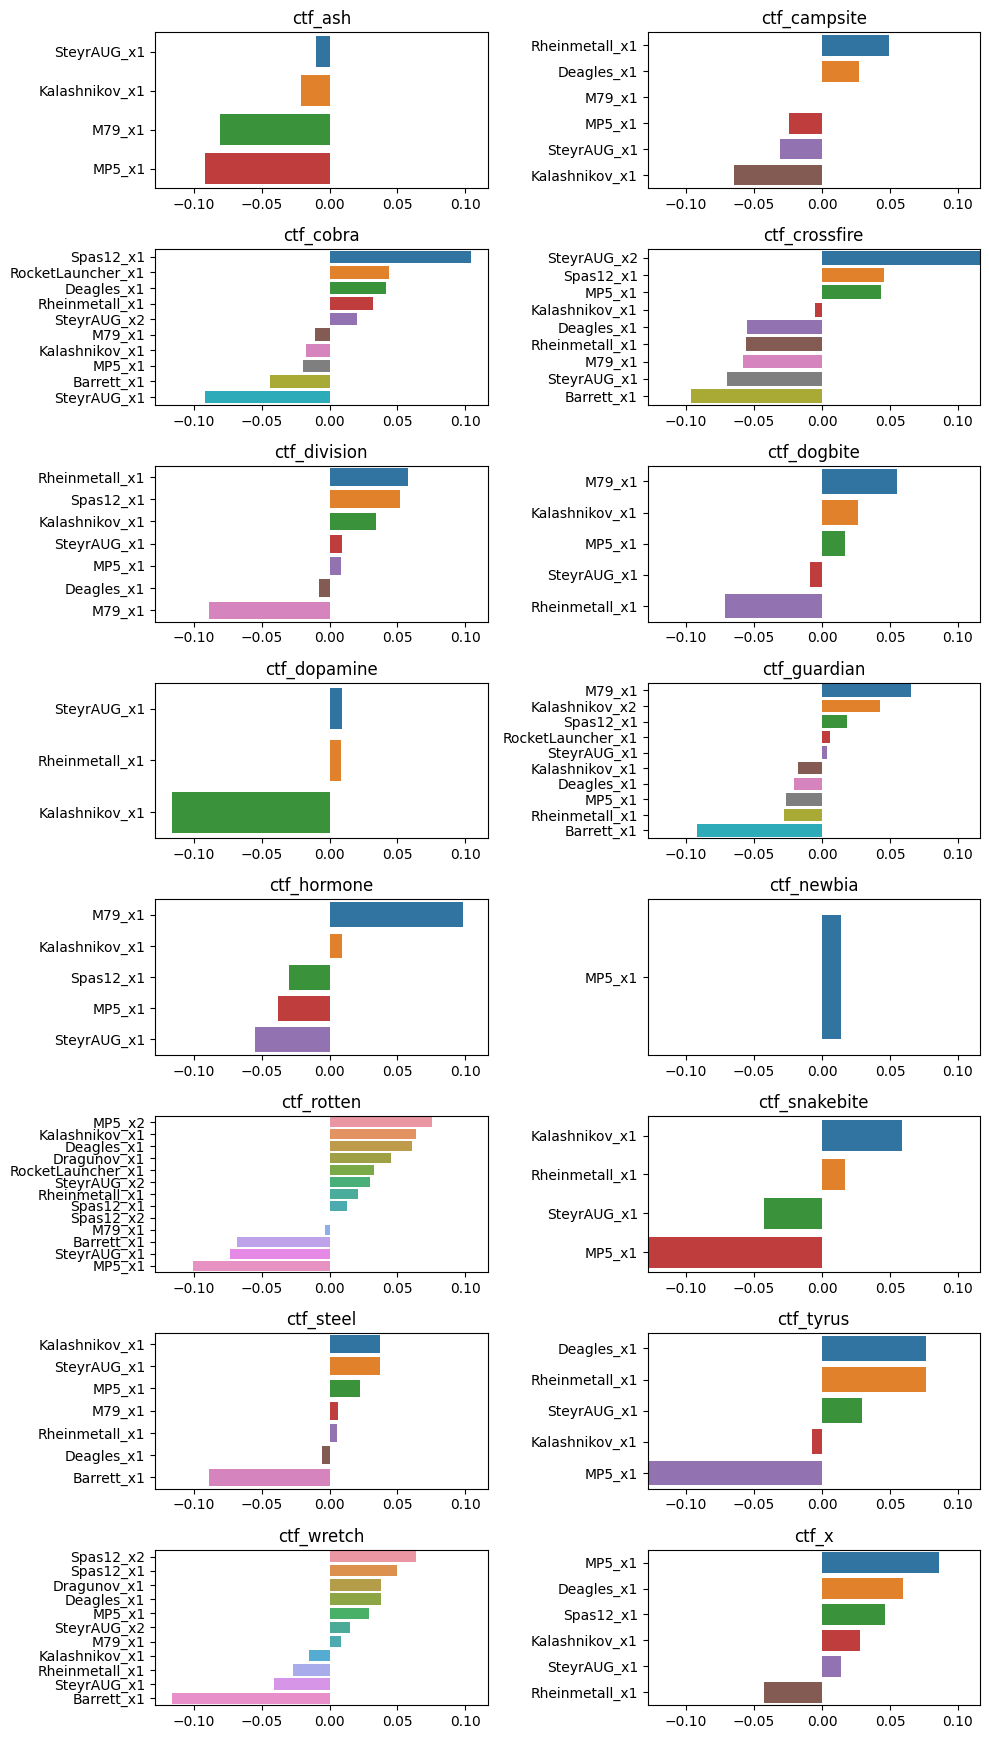 ctf_ash
SteyrAUG_x1
Kalashnikov_x1
M79_x1
MP5_x1
−0.10 −0.05 0.00 0.05 0.10
ctf_campsite
Rheinmetall_x1
Deagles_x1
M79_x1
MP5_x1
SteyrAUG_x1
Kalashnikov_x1
−0.10 −0.05 0.00 0.05 0.10
ctf_cobra
Spas12_x1
RocketLauncher_x1
Deagles_x1
Rheinmetall_x1
SteyrAUG_x2
M79_x1
Kalashnikov_x1
MP5_x1
Barrett_x1
SteyrAUG_x1
−0.10 −0.05 0.00 0.05 0.10
ctf_crossfire
SteyrAUG_x2
Spas12_x1
MP5_x1
Kalashnikov_x1
Deagles_x1
Rheinmetall_x1
M79_x1
SteyrAUG_x1
Barrett_x1
−0.10 −0.05 0.00 0.05 0.10
ctf_division
Rheinmetall_x1
Spas12_x1
Kalashnikov_x1
SteyrAUG_x1
MP5_x1
Deagles_x1
M79_x1
−0.10 −0.05 0.00 0.05 0.10
ctf_dogbite
M79_x1
Kalashnikov_x1
MP5_x1
SteyrAUG_x1
Rheinmetall_x1
−0.10 −0.05 0.00 0.05 0.10
ctf_dopamine
SteyrAUG_x1
Rheinmetall_x1
Kalashnikov_x1
−0.10 −0.05 0.00 0.05 0.10
ctf_guardian
M79_x1
Kalashnikov_x2
Spas12_x1
RocketLauncher_x1
SteyrAUG_x1
Kalashnikov_x1
Deagles_x1
MP5_x1
Rheinmetall_x1
Barrett_x1
−0.10 −0.05 0.00 0.05 0.10
ctf_hormone
M79_x1
Kalashnikov_x1
Spas12_x1
MP5_x1
SteyrAUG_x1
−0.10 −0.05 0.00 0.05 0.10
ctf_newbia
MP5_x1
−0.10 −0.05 0.00 0.05 0.10
ctf_rotten
MP5_x2
Kalashnikov_x1
Deagles_x1
Dragunov_x1
RocketLauncher_x1
SteyrAUG_x2
Rheinmetall_x1
Spas12_x1
Spas12_x2
M79_x1
Barrett_x1
SteyrAUG_x1
MP5_x1
−0.10 −0.05 0.00 0.05 0.10
ctf_snakebite
Kalashnikov_x1
Rheinmetall_x1
SteyrAUG_x1
MP5_x1
−0.10 −0.05 0.00 0.05 0.10
ctf_steel
Kalashnikov_x1
SteyrAUG_x1
MP5_x1
M79_x1
Rheinmetall_x1
Deagles_x1
Barrett_x1
−0.10 −0.05 0.00 0.05 0.10
ctf_tyrus
Deagles_x1
Rheinmetall_x1
SteyrAUG_x1
Kalashnikov_x1
MP5_x1
−0.10 −0.05 0.00 0.05 0.10
ctf_wretch
Spas12_x2
Spas12_x1
Dragunov_x1
Deagles_x1
MP5_x1
SteyrAUG_x2
M79_x1
Kalashnikov_x1
Rheinmetall_x1
SteyrAUG_x1
Barrett_x1
−0.10 −0.05 0.00 0.05 0.10
ctf_x
MP5_x1
Deagles_x1
Spas12_x1
Kalashnikov_x1
SteyrAUG_x1
Rheinmetall_x1
−0.10 −0.05 0.00 0.05 0.10